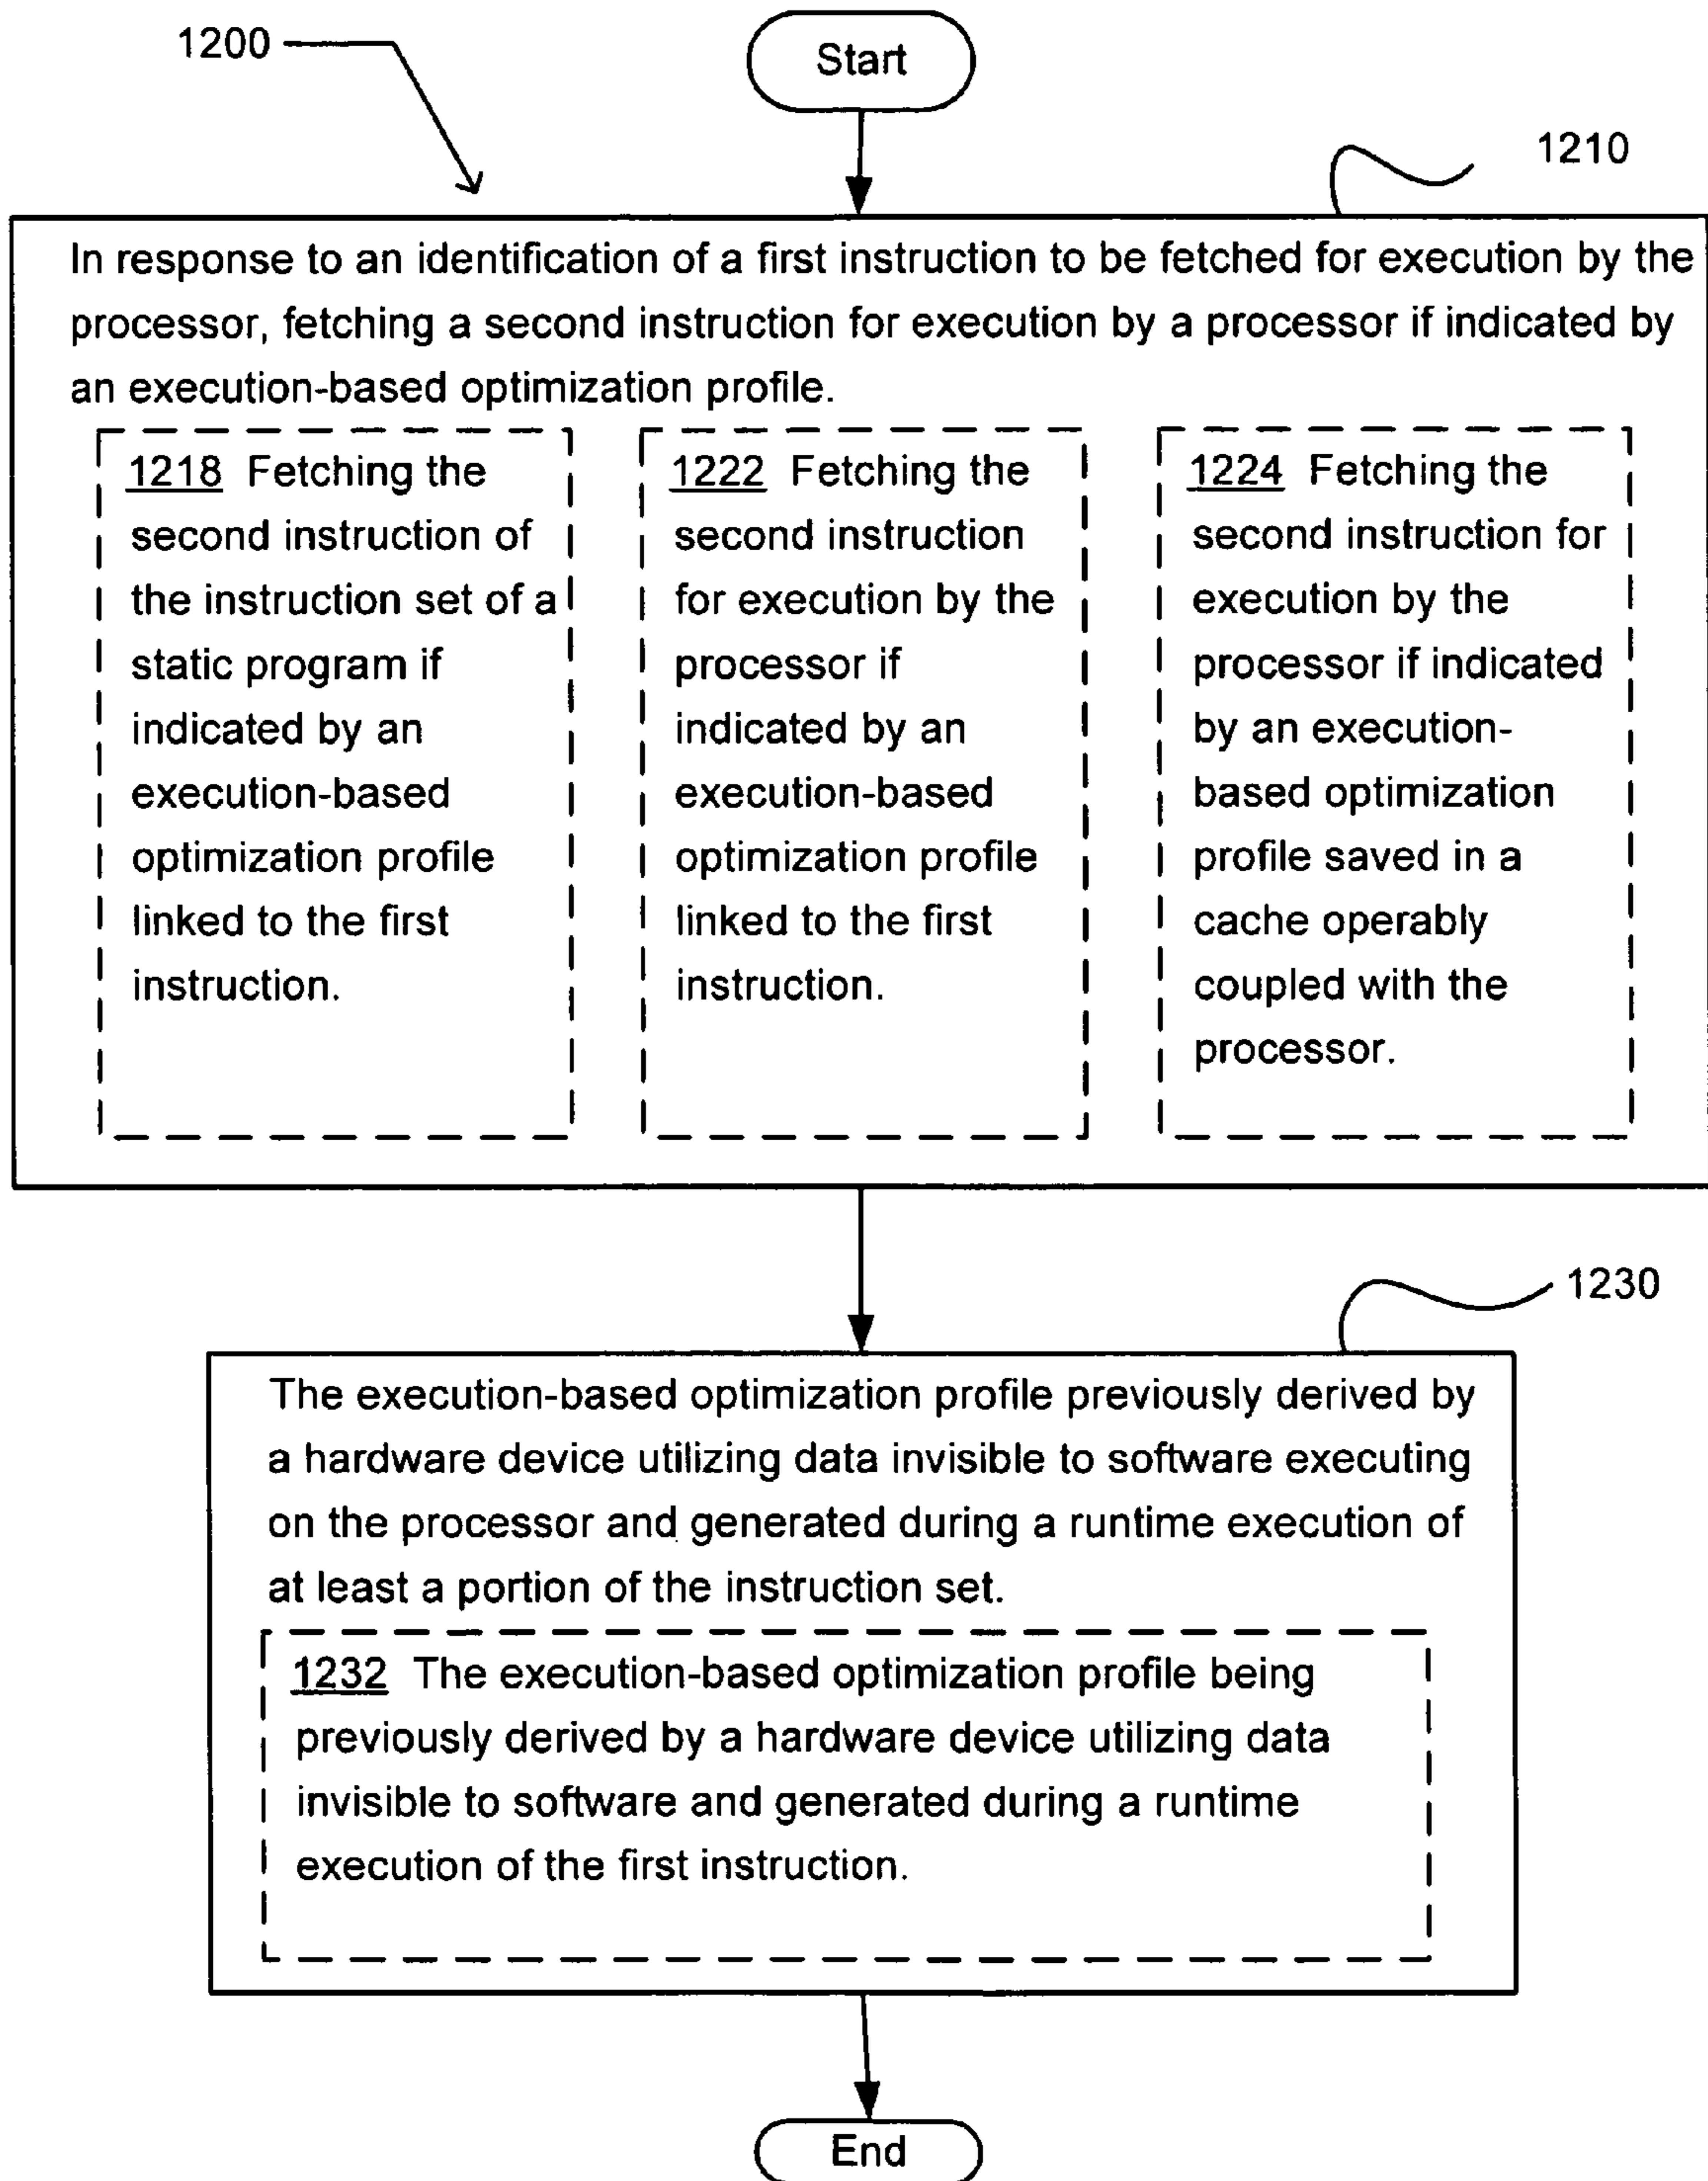 1200
Start
1210
In response to an identification of a first instruction to be fetched for execution by the
processor, fetching a second instruction for execution by a processor if indicated by
an execution-based optimization profile.
1218 Fetching the
second instruction of
the instruction set of a
static program if
indicated by an
execution-based
optimization profile
linked to the first
instruction.
1222 Fetching the
second instruction
for execution by the
processor if
indicated by an
execution-based
optimization profile
linked to the first
instruction.
1224 Fetching the
second instruction for
execution by the
processor if indicated
by an execution-
based optimization
profile saved in a
cache operably
coupled with the
processor.
1230
The execution-based optimization profile previously derived by
a hardware device utilizing data invisible to software executing
on the processor and generated during a runtime execution of
at least a portion of the instruction set.
1232 The execution-based optimization profile being
previously derived by a hardware device utilizing data
invisible to software and generated during a runtime
execution of the first instruction.
End